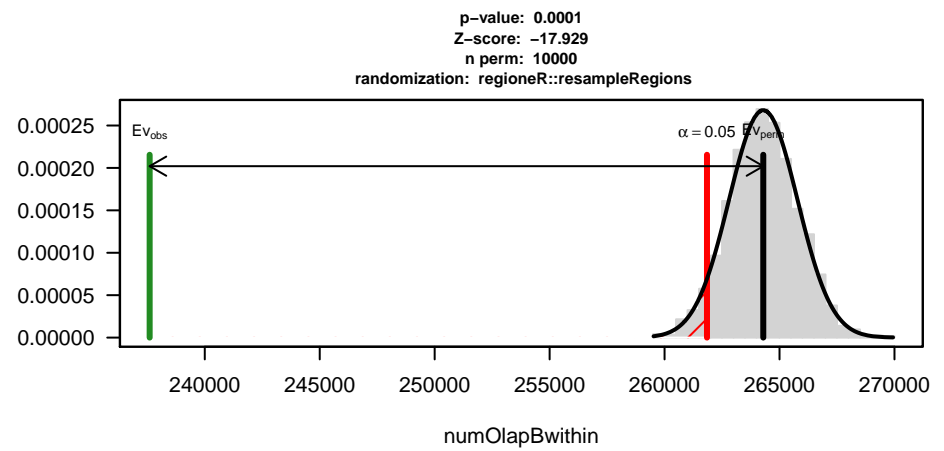 p−value: 0.0001
Z−score: −17.929
n perm: 10000
randomization: regioneR::resampleRegions
0.00025
0.00020
0.00015
0.00010
0.00005
0.00000
Evobs
α = 0.05 Evperm
240000 245000 250000 255000 260000 265000 270000
numOlapBwithin